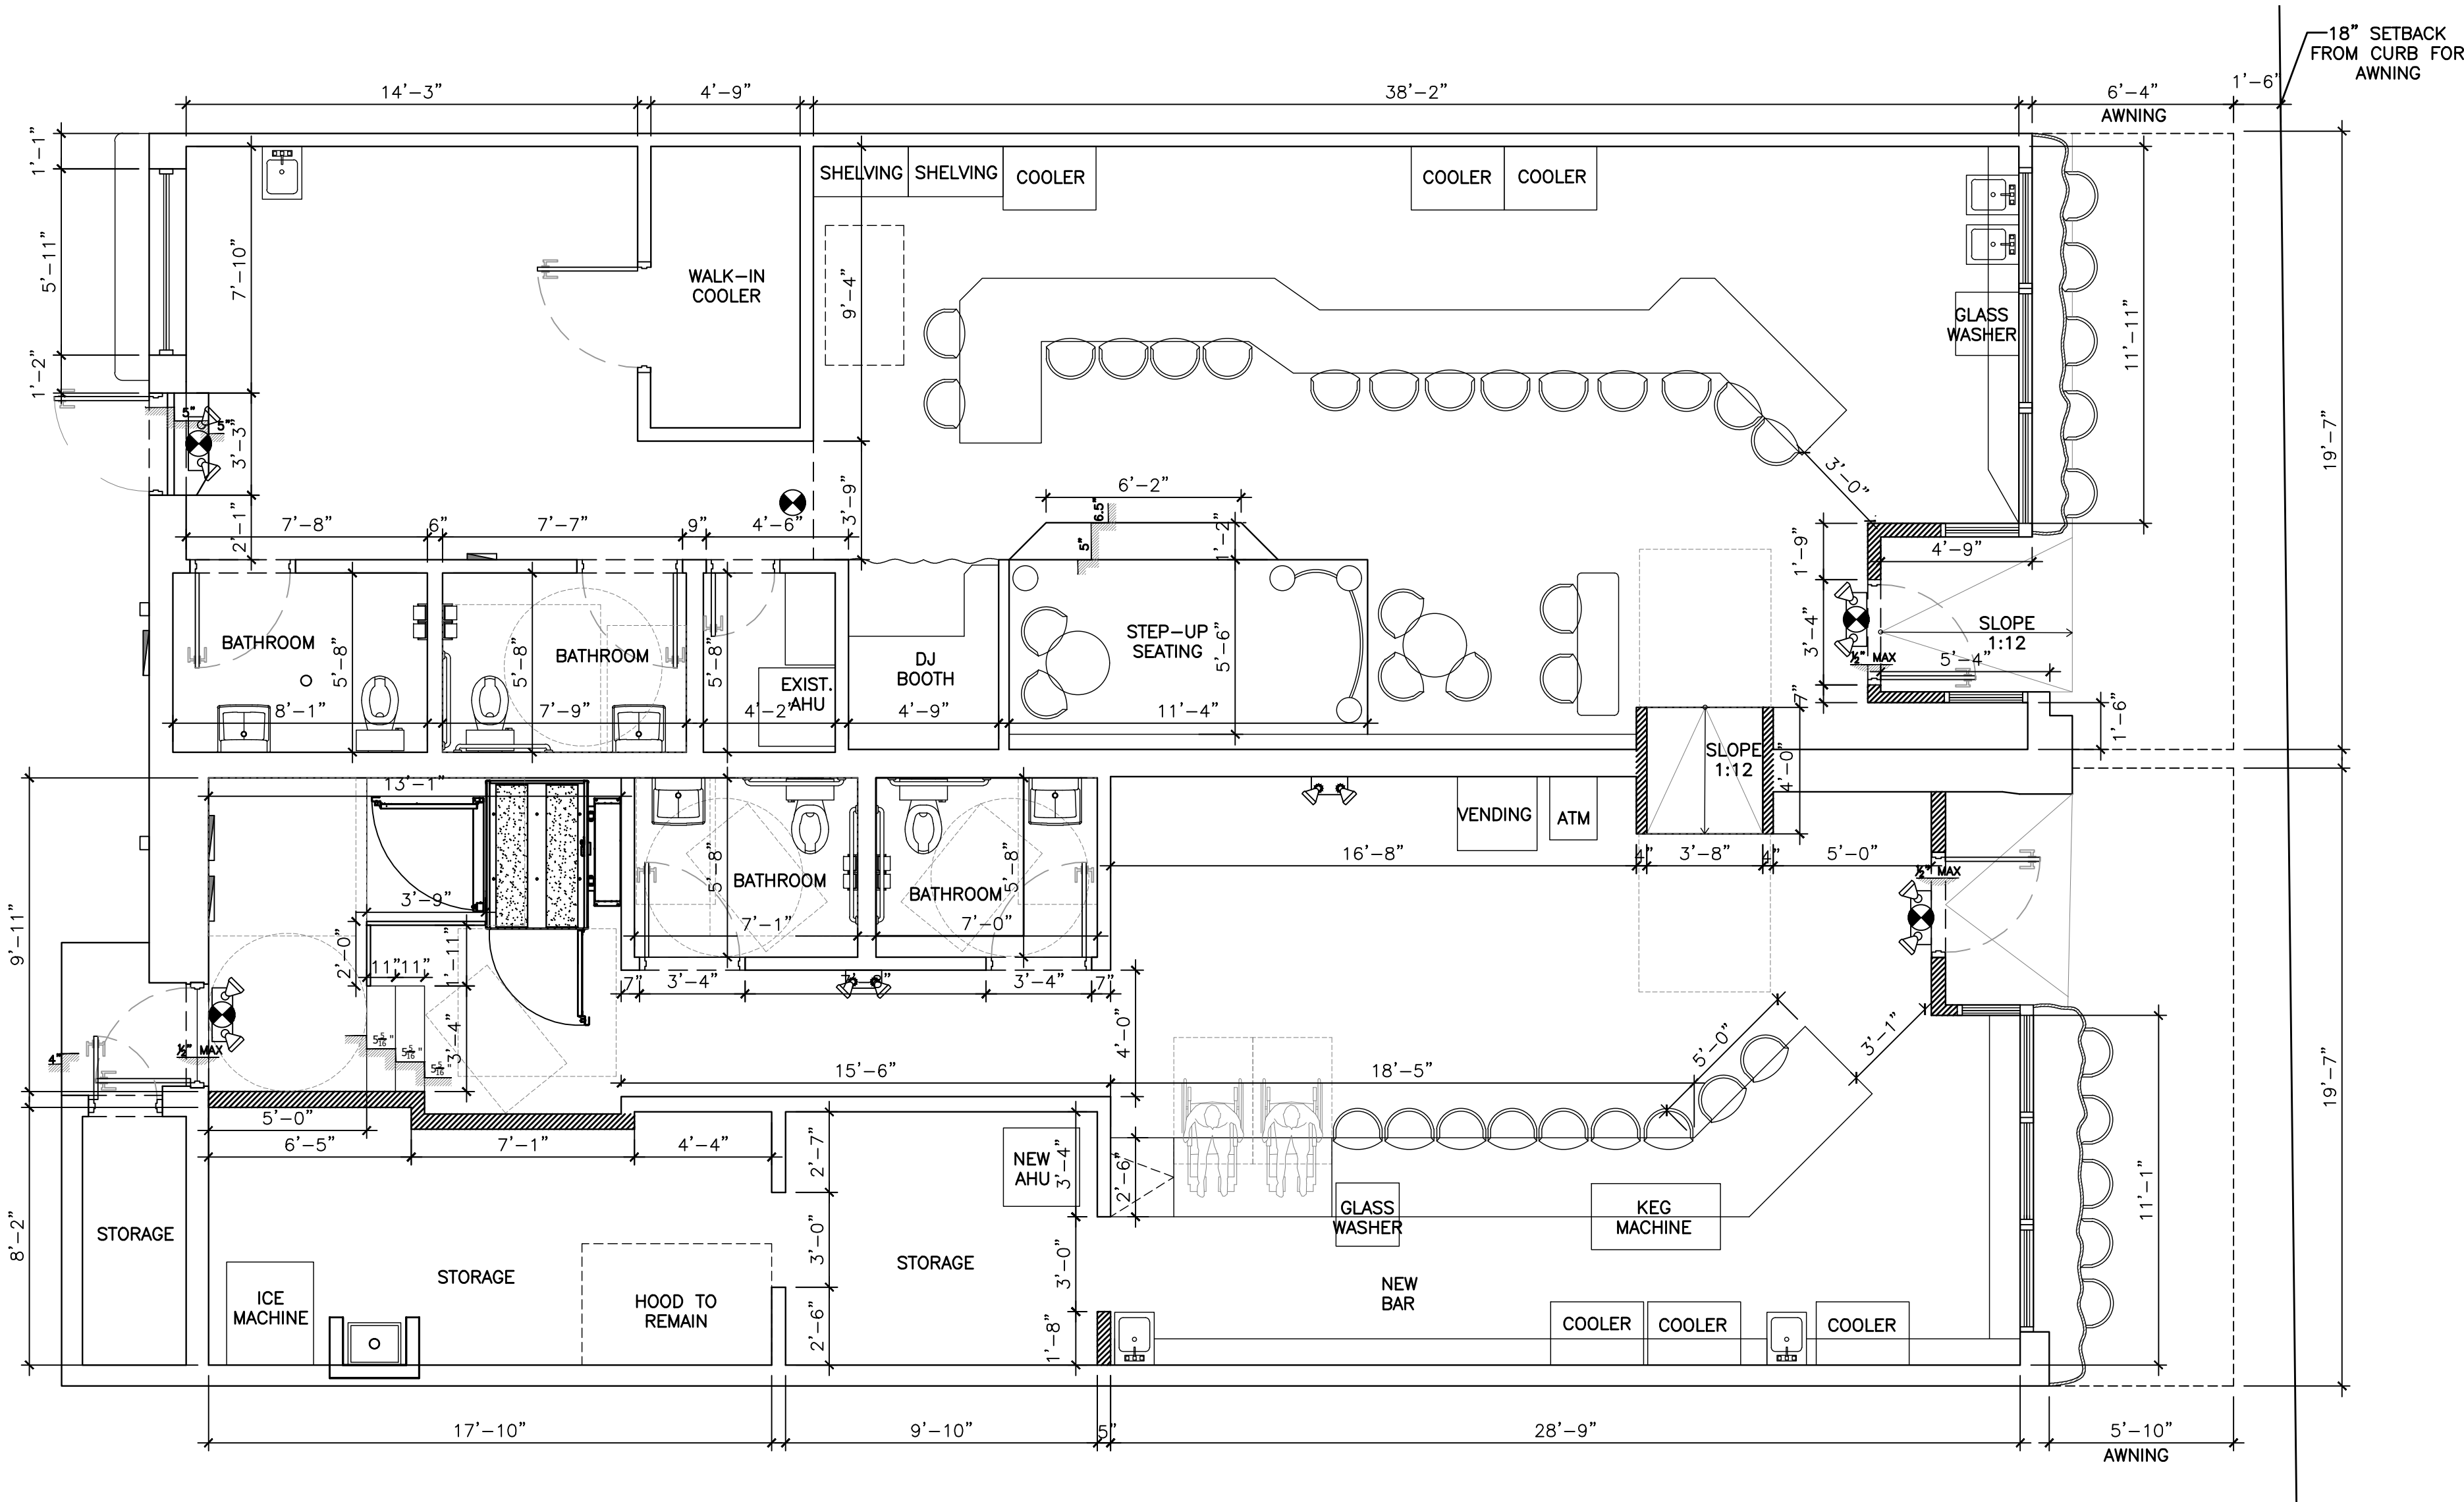 18” SETBACK
FROM CURB FOR
AWNING
14’-3”
4’-9”
38’-2”
6’-4”
AWNING
1’-6”
1’-1”
5’-11”
1’-2”
7’-10”
3’-3”
2’-1”
5”
5”
WALK-IN
COOLER
SHELVING
SHELVING
COOLER
COOLER
COOLER
9’-4”
3’-9”
GLASS
WASHER
11’-11”
19’-7”
3’-0”
6’-2”
6.5”
5”
1’-2”
7’-8”
6”
7’-7”
9”
4’-6”
1’-9”
4’-9”
3’-4”
SLOPE
1:12
½” MAX
5’-4”
7”
1’-6”
BATHROOM
5’-8”
8’-1”
BATHROOM
5’-8”
7’-9”
5’-8”
EXIST.
AHU
4’-2”
DJ
BOOTH
4’-9”
STEP-UP
SEATING
5’-6”
11’-4”
SLOPE
1:12
4’-0”
13’-1”
VENDING
ATM
16’-8”
4”
3’-8”
4”
5’-0”
½” MAX
9’-11”
3’-9”
2’-0”
11”
11”
1’-11”
3’-4”
5 5/16”
5 5/16”
5 5/16”
BATHROOM
5’-8”
7’-1”
BATHROOM
5’-8”
7’-0”
7”
3’-4”
3’-4”
7”
4”
½” MAX
4’-0”
5’-0”
3’-1”
15’-6”
18’-5”
5’-0”
6’-5”
7’-1”
4’-4”
2’-7”
3’-0”
2’-6”
NEW
AHU
3’-4”
2’-6”
3’-0”
1’-8”
8’-2”
STORAGE
STORAGE
ICE
MACHINE
HOOD TO
REMAIN
STORAGE
GLASS
WASHER
KEG
MACHINE
NEW
BAR
COOLER
COOLER
COOLER
11’-1”
19’-7”
17’-10”
9’-10”
5”
28’-9”
5’-10”
AWNING